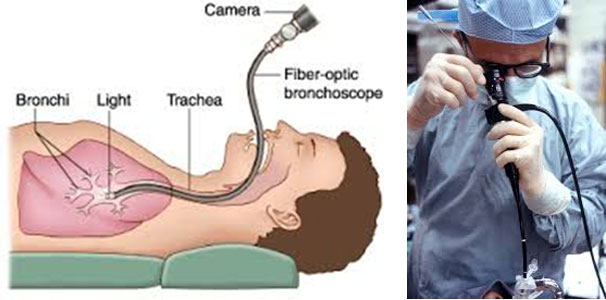 Camera
Fiber-optic
bronchoscope
Bronchi
Light
Trachea